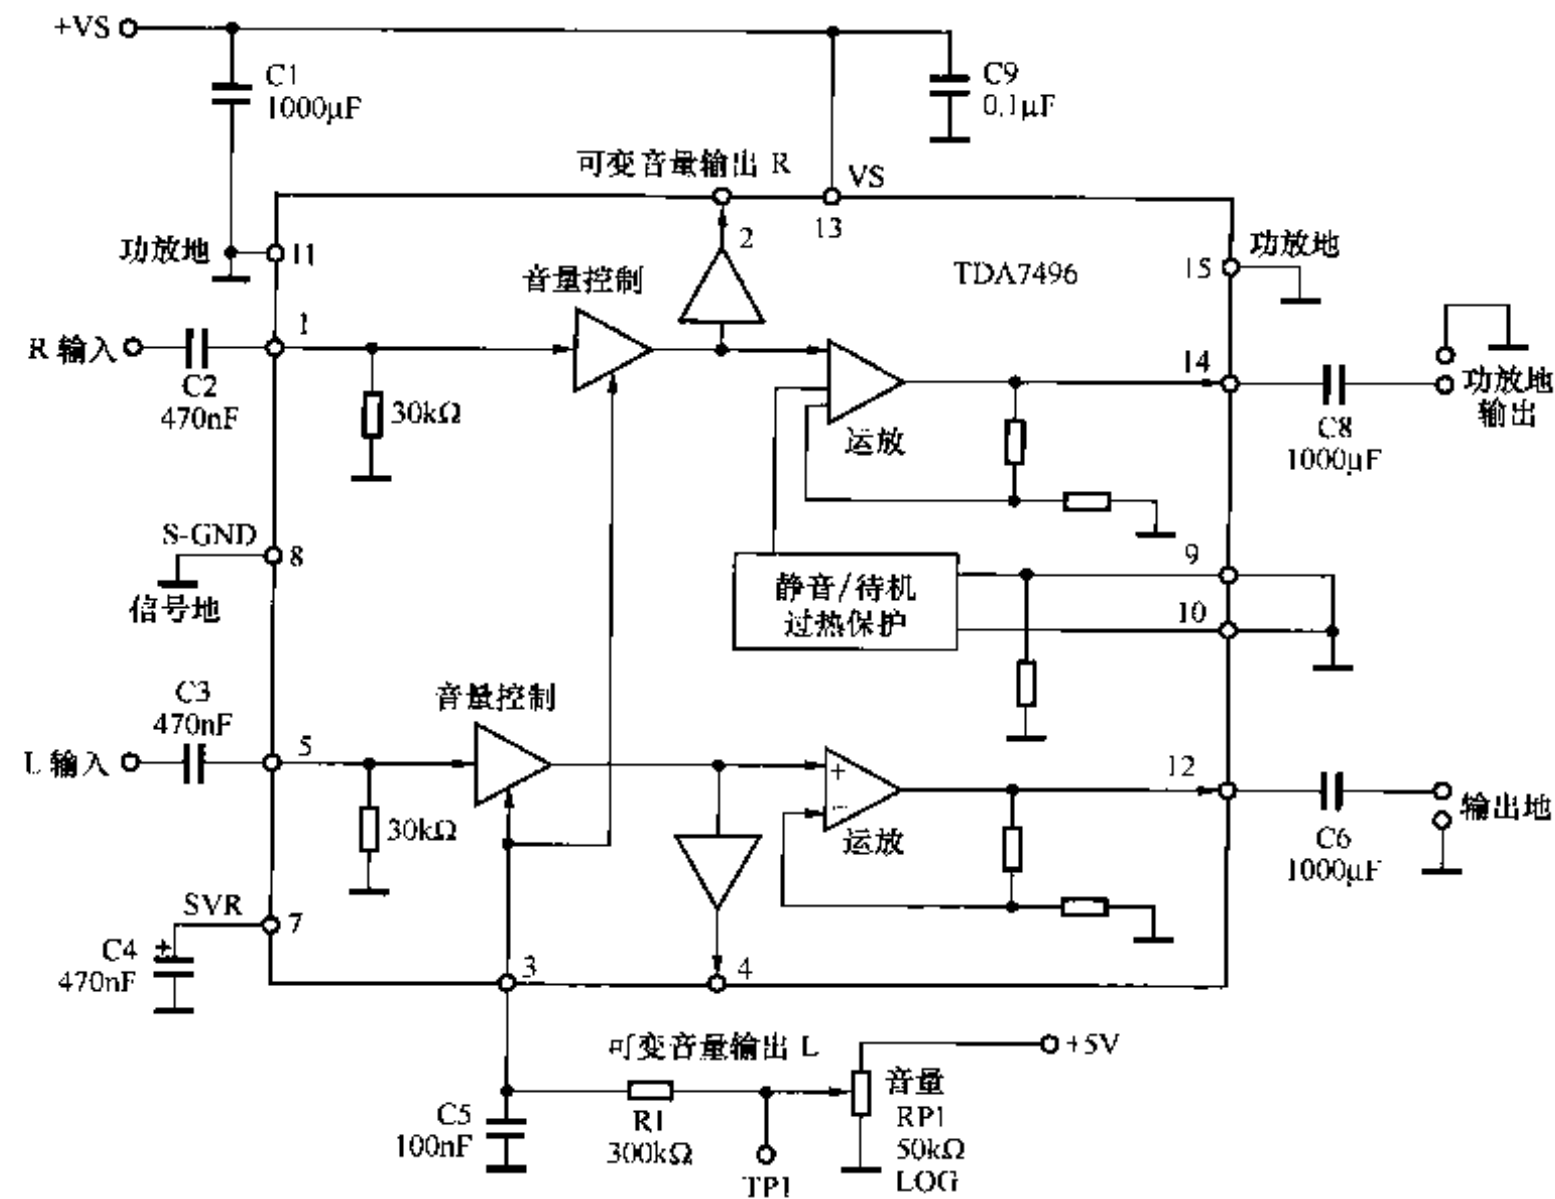 +VS
C1
1000μF
C9
0.1μF
可变音量输出 R
VS
13
2
功放地
11
音量控制
TDA7496
功放地
15
R 输入
1
C2
470nF
30kΩ
14
功放地
输出
C8
1000μF
运放
S-GND
8
信号地
静音/待机
过热保护
9
10
C3
470nF
音量控制
L 输入
5
30kΩ
+
−
运放
12
C6
1000μF
输出地
SVR
7
C4
+
470nF
3
4
可变音量输出 L
+5V
音量
RP1
50kΩ
LOG
C5
100nF
R1
300kΩ
TP1